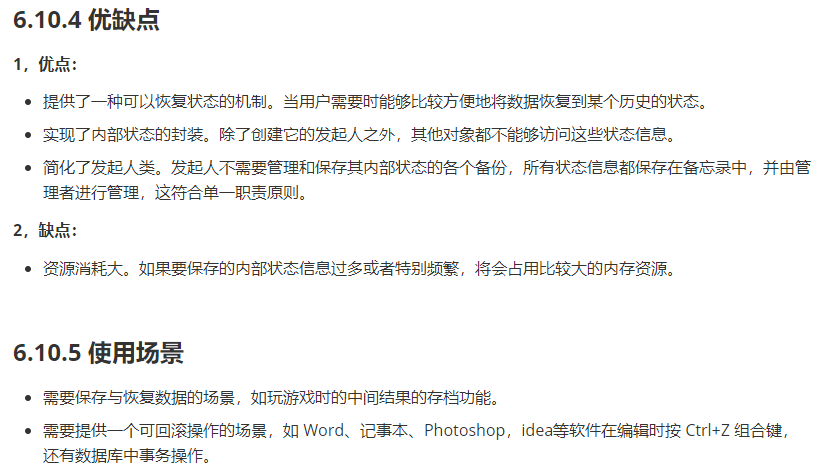 6.10.4 优缺点
1，优点：
• 提供了一种可以恢复状态的机制。当用户需要时能够比较方便地将数据恢复到某个历史的状态。
• 实现了内部状态的封装。除了创建它的发起人之外，其他对象都不能够访问这些状态信息。
• 简化了发起人类。发起人不需要管理和保存其内部状态的各个备份，所有状态信息都保存在备忘录中，并由管
理者进行管理，这符合单一职责原则。
2，缺点：
• 资源消耗大。如果要保存的内部状态信息过多或者特别频繁，将会占用比较大的内存资源。
6.10.5 使用场景
• 需要保存与恢复数据的场景，如玩游戏时的中间结果的存档功能。
• 需要提供一个可回滚操作的场景，如 Word、记事本、Photoshop，idea等软件在编辑时按 Ctrl+Z 组合键，
还有数据库中事务操作。